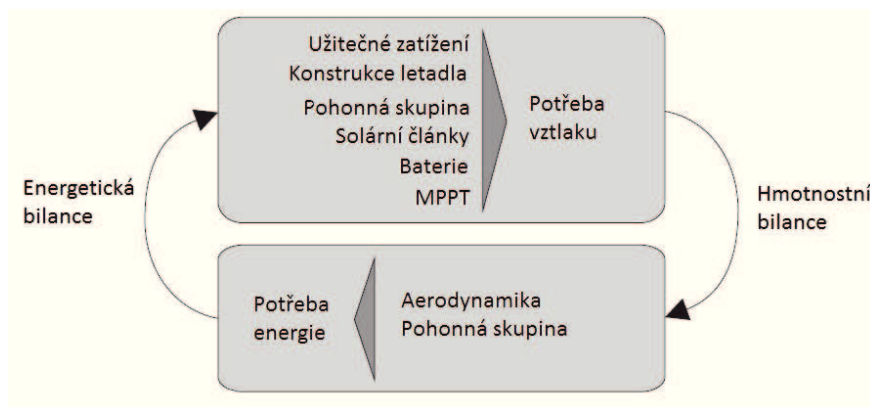 Užitečné zatížení
Konstrukce letadla
Pohonná skupina
Solární články
Baterie
MPPT
Potřeba
vztlaku
Energetická
bilance
Hmotnostní
bilance
Potřeba
energie
Aerodynamika
Pohonná skupina